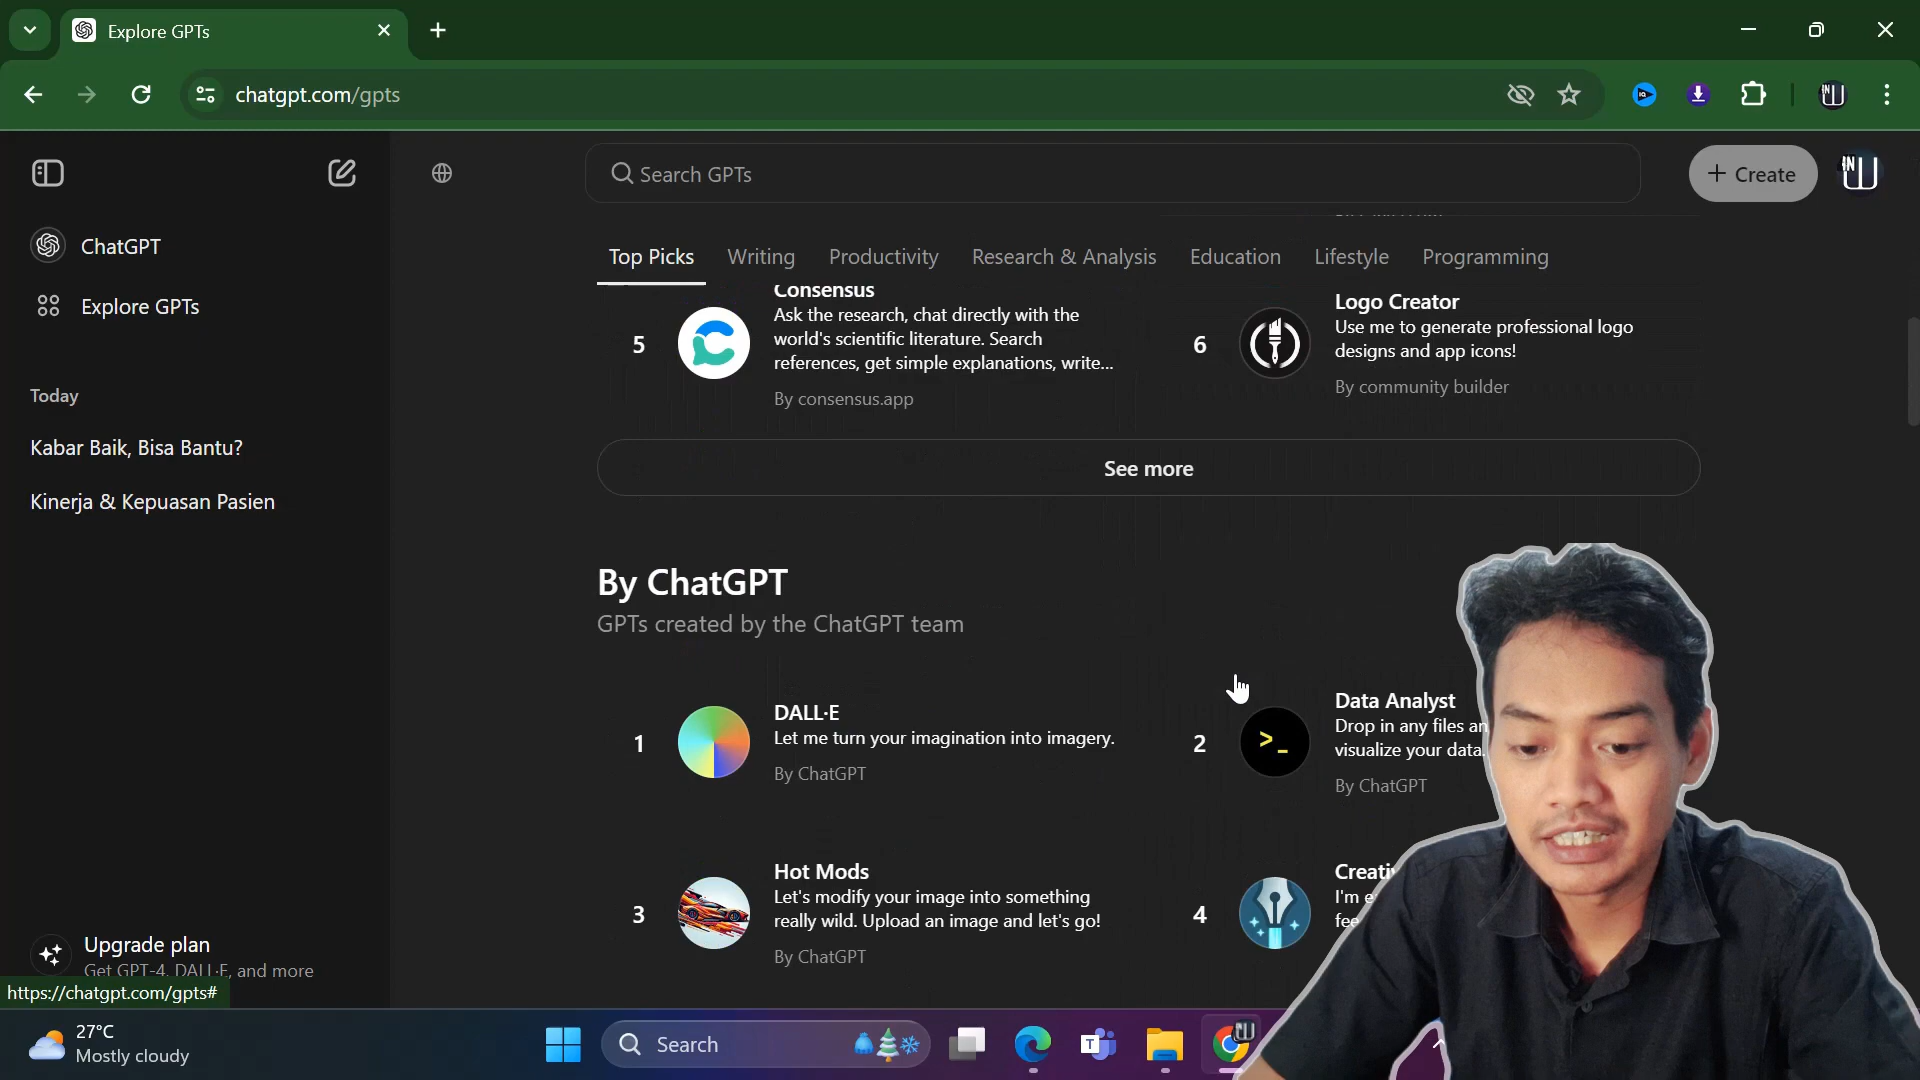 Explore GPTs
chatgpt.com/gpts
Search GPTs
+ Create
ChatGPT
Explore GPTs
Today
Kabar Baik, Bisa Bantu?
Kinerja & Kepuasan Pasien
Upgrade plan
Get GPT-4, DALL·E, and more
https://chatgpt.com/gpts#
Top Picks
Writing
Productivity
Research & Analysis
Education
Lifestyle
Programming
5
Consensus
Ask the research, chat directly with the
world's scientific literature. Search
references, get simple explanations, write...
By consensus.app
6
Logo Creator
Use me to generate professional logo
designs and app icons!
By community builder
See more
By ChatGPT
GPTs created by the ChatGPT team
1
DALL·E
Let me turn your imagination into imagery.
By ChatGPT
2
Data Analyst
Drop in any files
visualize your data.
By ChatGPT
3
Hot Mods
Let's modify your image into something
really wild. Upload an image and let's go!
By ChatGPT
4
I'm
27°C
Mostly cloudy
Search